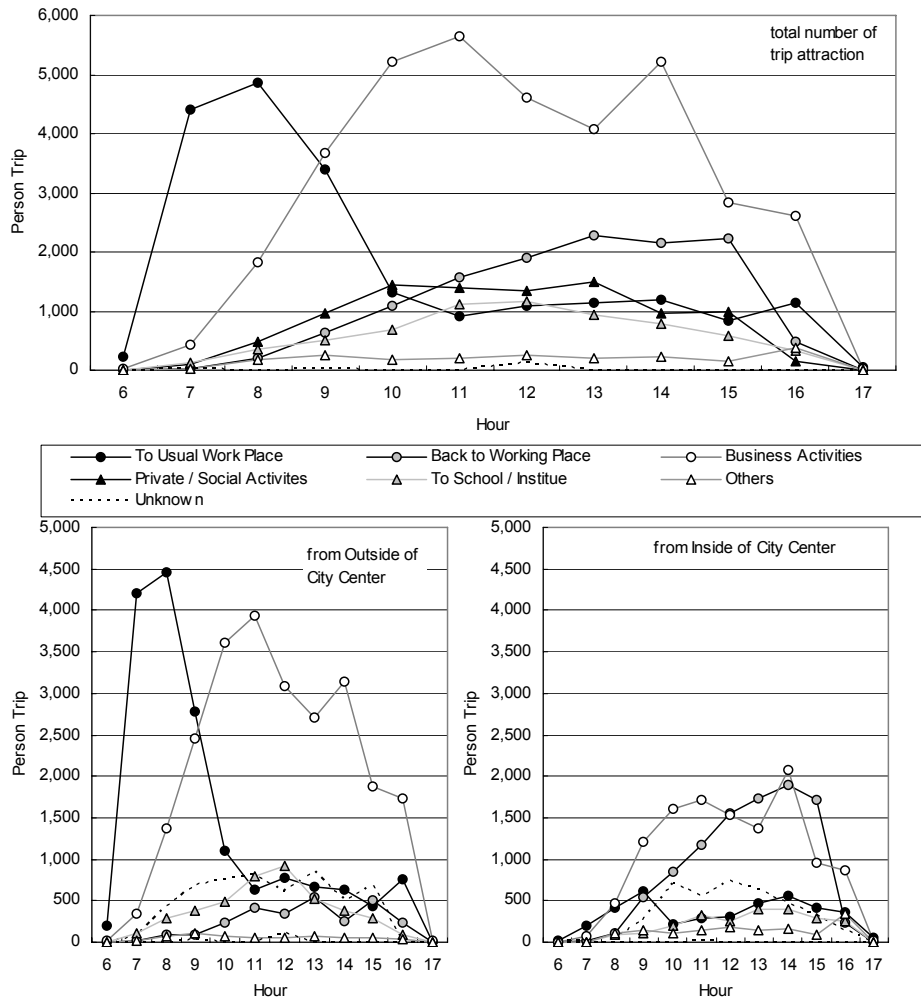 total number of
trip attraction
Person Trip
6,000
5,000
4,000
3,000
2,000
1,000
0
6 7 8 9 10 11 12 13 14 15 16 17
Hour
To Usual Work Place Back to Working Place Business Activities
Private / Social Activites To School / Institue Others
Unknown
from Outside of
City Center
Person Trip
5,000
4,500
4,000
3,500
3,000
2,500
2,000
1,500
1,000
500
0
6 7 8 9 10 11 12 13 14 15 16 17
Hour
from Inside of City Center
Person Trip
5,000
4,500
4,000
3,500
3,000
2,500
2,000
1,500
1,000
500
0
6 7 8 9 10 11 12 13 14 15 16 17
Hour